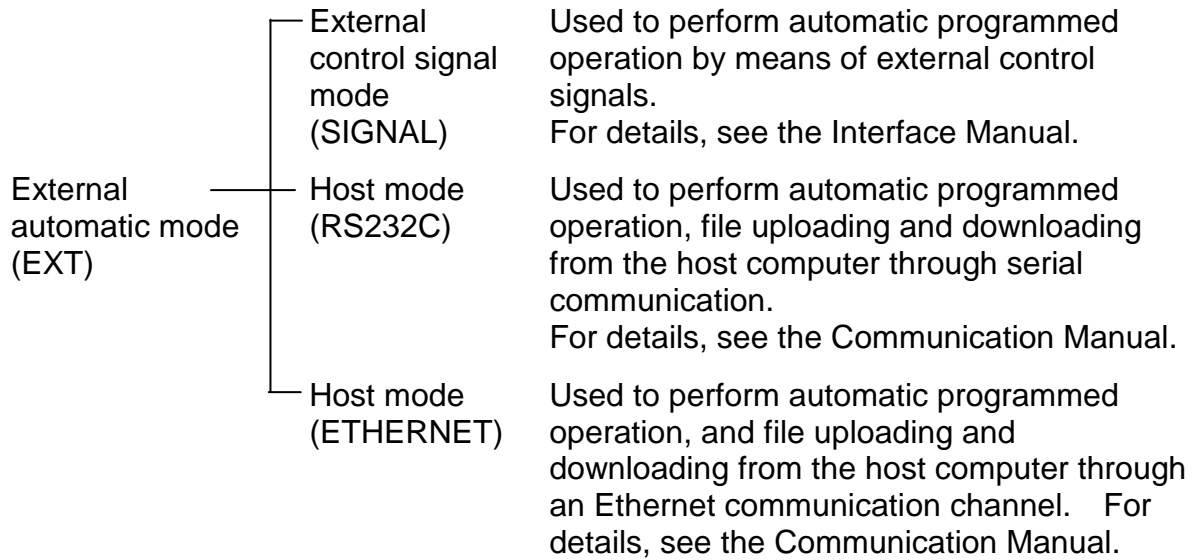 External
control signal
mode
(SIGNAL)
Used to perform automatic programmed
operation by means of external control
signals.
For details, see the Interface Manual.
External
automatic mode
(EXT)
Host mode
(RS232C)
Used to perform automatic programmed
operation, file uploading and downloading
from the host computer through serial
communication.
For details, see the Communication Manual.
Host mode
(ETHERNET)
Used to perform automatic programmed
operation, and file uploading and
downloading from the host computer through
an Ethernet communication channel. For
details, see the Communication Manual.